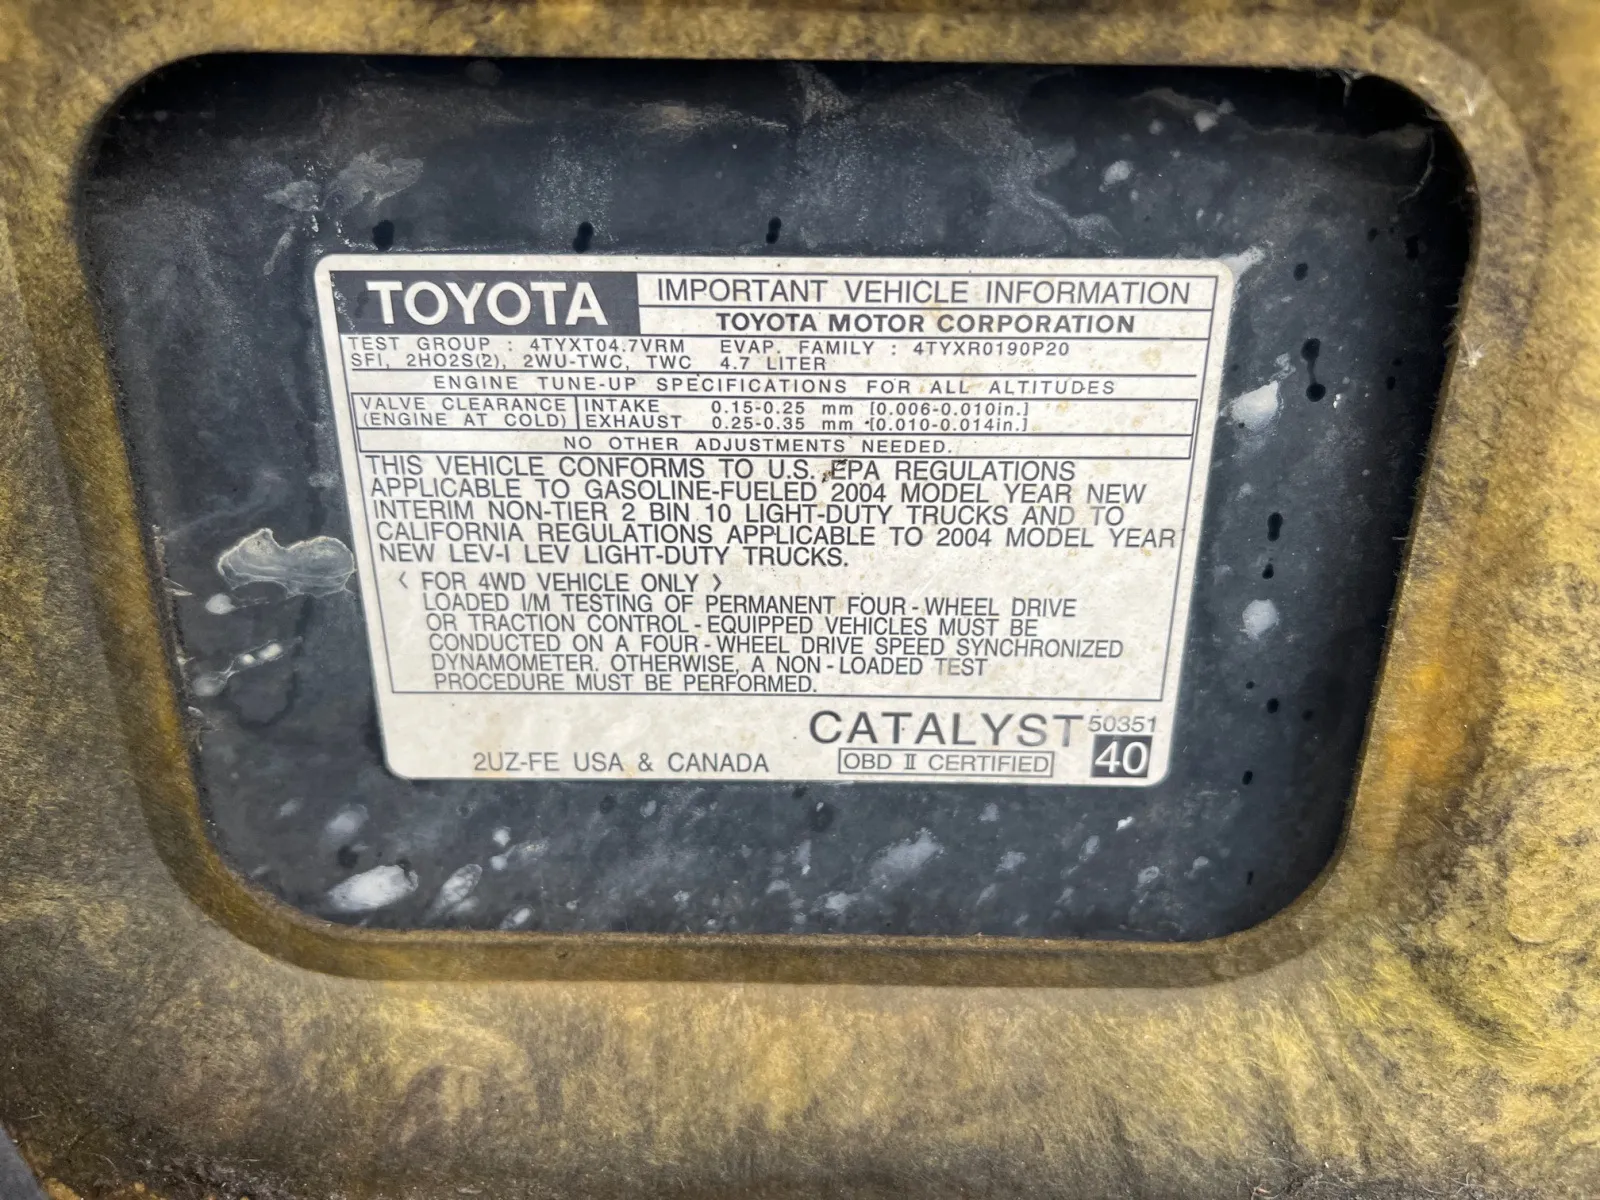 TOYOTA
IMPORTANT VEHICLE INFORMATION
TOYOTA MOTOR CORPORATION
TEST GROUP : 4TYXT04.7VRM EVAP. FAMILY : 4TYXR0190P20
SFI, 2HO2S(2), 2WU-TWC, TWC 4.7 LITER
ENGINE TUNE-UP SPECIFICATIONS FOR ALL ALTITUDES
VALVE CLEARANCE INTAKE 0.15-0.25 mm [0.006-0.010in.]
(ENGINE AT COLD) EXHAUST 0.25-0.35 mm [0.010-0.014in.]
NO OTHER ADJUSTMENTS NEEDED.
THIS VEHICLE CONFORMS TO U.S. EPA REGULATIONS
APPLICABLE TO GASOLINE-FUELED 2004 MODEL YEAR NEW
INTERIM NON-TIER 2 BIN 10 LIGHT-DUTY TRUCKS AND TO
CALIFORNIA REGULATIONS APPLICABLE TO 2004 MODEL YEAR
NEW LEV-I LEV LIGHT-DUTY TRUCKS.
< FOR 4WD VEHICLE ONLY >
LOADED I/M TESTING OF PERMANENT FOUR-WHEEL DRIVE
OR TRACTION CONTROL-EQUIPPED VEHICLES MUST BE
CONDUCTED ON A FOUR-WHEEL DRIVE SPEED SYNCHRONIZED
DYNAMOMETER. OTHERWISE, A NON-LOADED TEST
PROCEDURE MUST BE PERFORMED.
CATALYST 50351
2UZ-FE USA & CANADA OBD II CERTIFIED 40